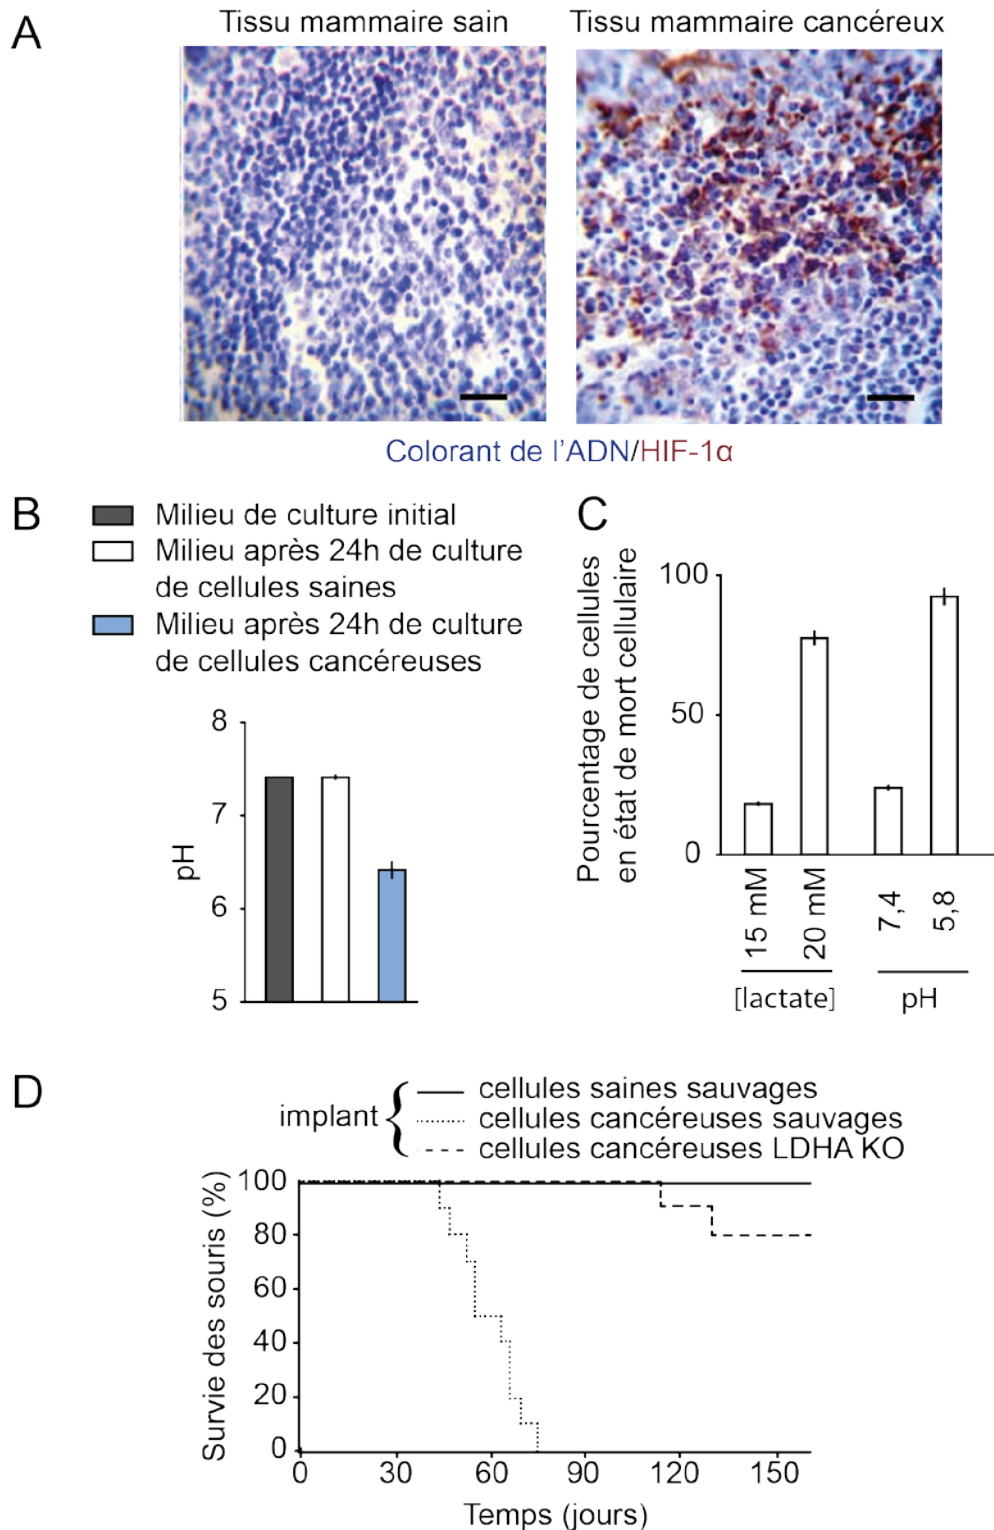 A
Tissu mammaire sain
Tissu mammaire cancéreux
Colorant de l'ADN/HIF-1α
B
Milieu de culture initial
Milieu après 24h de culture
de cellules saines
Milieu après 24h de culture
de cellules cancéreuses
8
7
6
5
pH
C
Pourcentage de cellules
en état de mort cellulaire
100
50
0
15 mM
20 mM
7,4
5,8
[lactate]
pH
D
implant
cellules saines sauvages
cellules cancéreuses sauvages
cellules cancéreuses LDHA KO
Survie des souris (%)
100
80
60
40
20
0
0 30 60 90 120 150
Temps (jours)